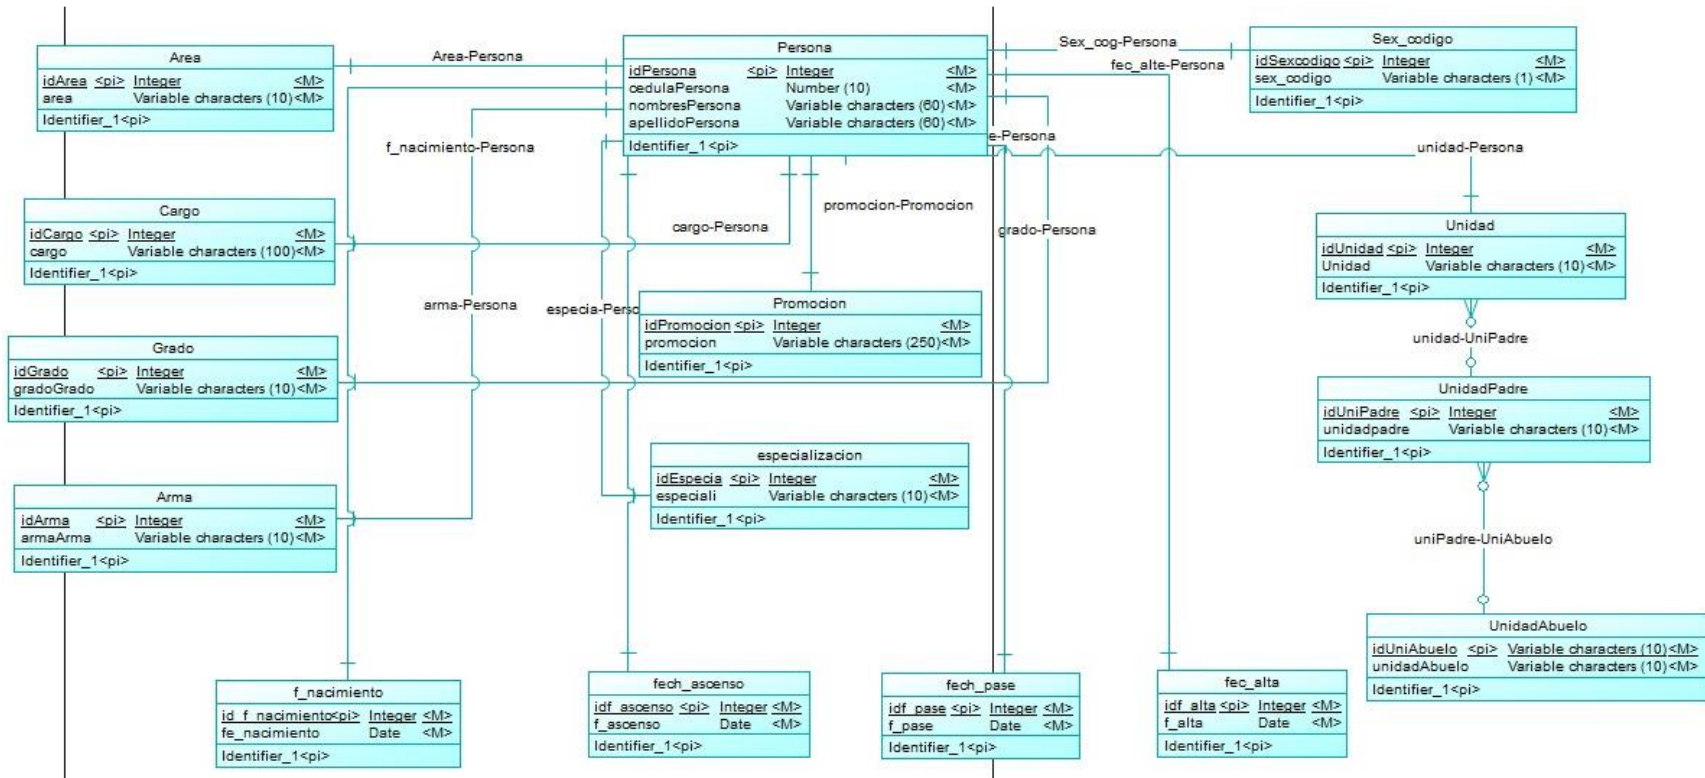 Area
idArea <pi> Integer <M>
area Variable characters (10) <M>
Identifier_1 <pi>
Área-Persona
Persona
idPersona <pi> Integer <M>
cedulaPersona Number (10) <M>
nombresPersona Variable characters (60) <M>
apellidoPersona Variable characters (60) <M>
Identifier_1 <pi>
Sex_cog-Persona
fec_alte-Persona
Sex_codigo
idSexcodigo <pi> Integer <M>
sex_codigo Variable characters (1) <M>
Identifier_1 <pi>
f_nacimiento-Persona
e-Persona
unidad-Persona
Cargo
idCargo <pi> Integer <M>
cargo Variable characters (100) <M>
Identifier_1 <pi>
cargo-Persona
promocion-Promocion
grado-Persona
Unidad
idUnidad <pi> Integer <M>
Unidad Variable characters (10) <M>
Identifier_1 <pi>
arma-Persona
especia-Perso
Promocion
idPromocion <pi> Integer <M>
promocion Variable characters (250) <M>
Identifier_1 <pi>
unidad-UniPadre
Grado
idGrado <pi> Integer <M>
gradoGrado Variable characters (10) <M>
Identifier_1 <pi>
UnidadPadre
idUniPadre <pi> Integer <M>
unidadpadre Variable characters (10) <M>
Identifier_1 <pi>
especializacion
idEspecia <pi> Integer <M>
especiali Variable characters (10) <M>
Identifier_1 <pi>
Arma
idArma <pi> Integer <M>
armaArma Variable characters (10) <M>
Identifier_1 <pi>
uniPadre-UniAbuelo
UnidadAbuelo
idUniAbuelo <pi> Variable characters (10) <M>
unidadAbuelo Variable characters (10) <M>
Identifier_1 <pi>
f_nacimiento
id_f_nacimiento <pi> Integer <M>
fe_nacimiento Date <M>
Identifier_1 <pi>
fech_ascenso
idf_ascenso <pi> Integer <M>
f_ascenso Date <M>
Identifier_1 <pi>
fech_pase
idf_pase <pi> Integer <M>
f_pase Date <M>
Identifier_1 <pi>
fec_alta
idf_alta <pi> Integer <M>
f_alta Date <M>
Identifier_1 <pi>